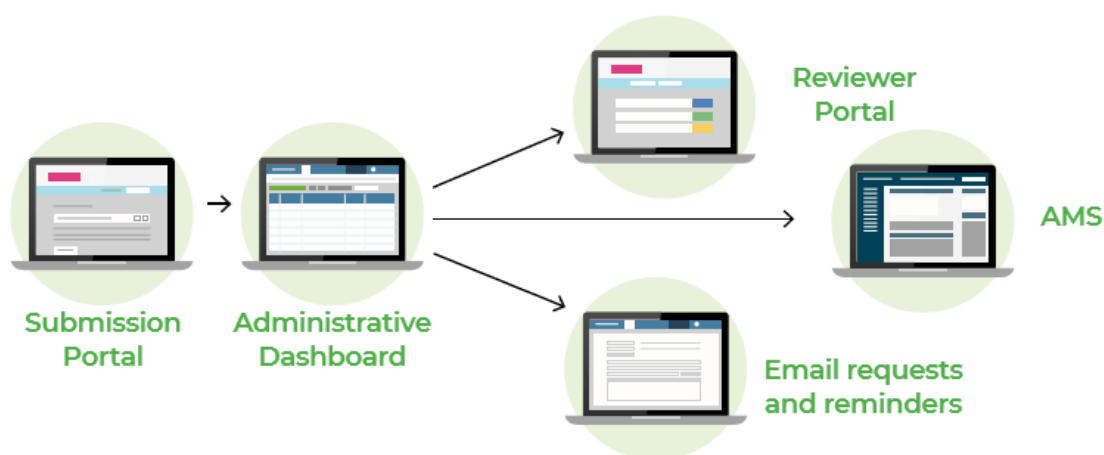 Submission
Portal
Administrative
Dashboard
Reviewer
Portal
AMS
Email requests
and reminders